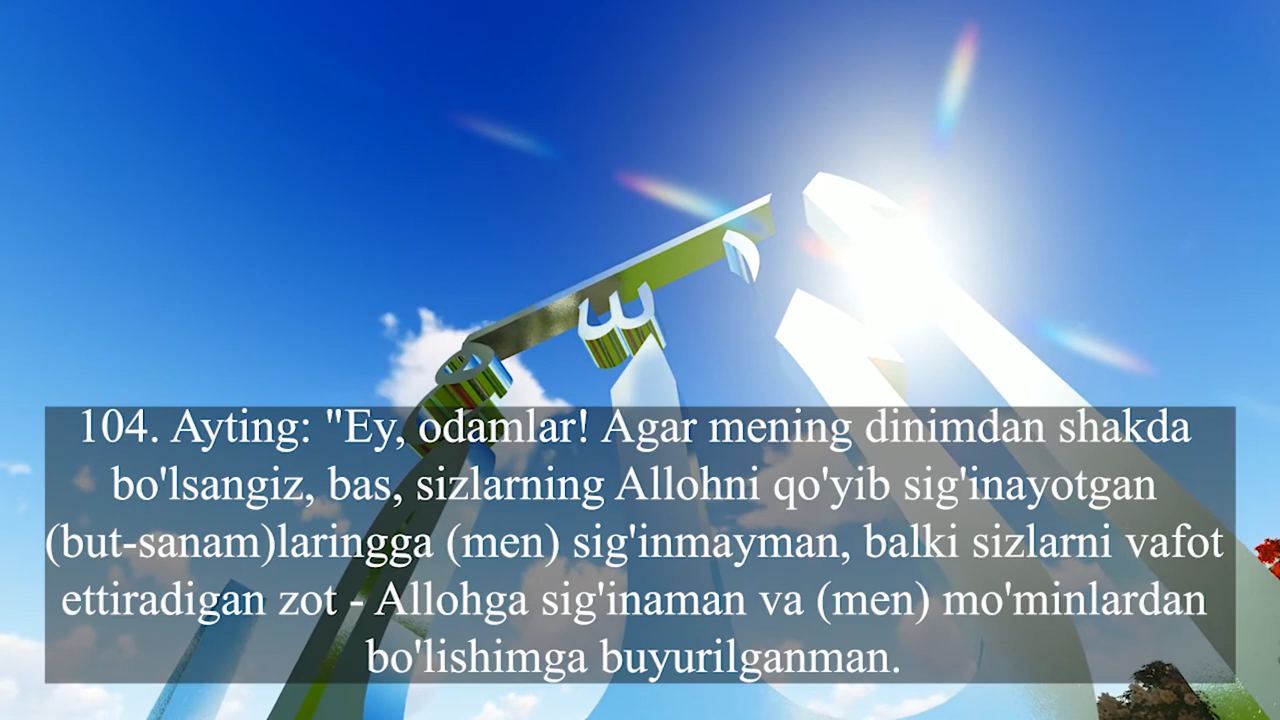 104. Ayting: "Ey, odamlar! Agar mening dinimdan shakda
bo'lsangiz, bas, sizlarning Allohni qo'yib sig'inayotgan
(but-sanam)laringga (men) sig'inmayman, balki sizlarni vafot
ettiradigan zot - Allohga sig'inaman va (men) mo'minlardan
bo'lishimga buyurilganman.